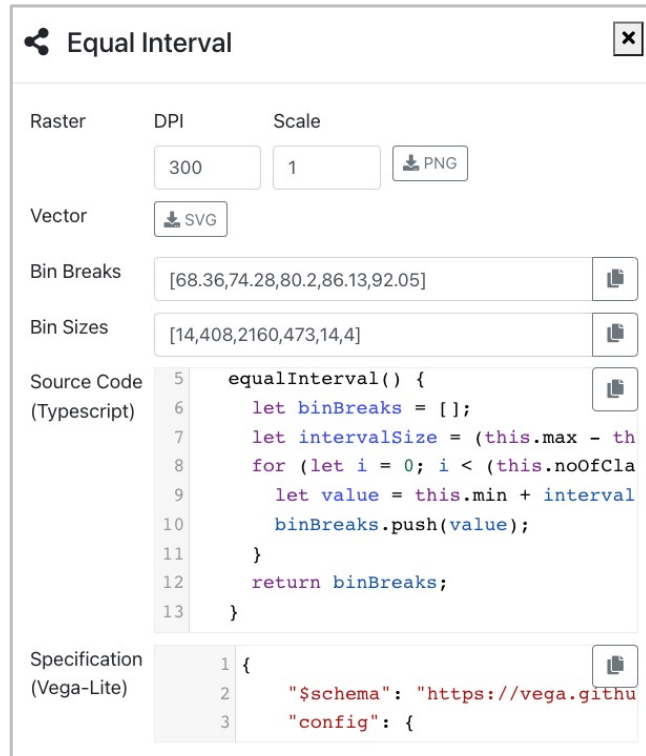 Equal Interval
Raster DPI Scale
300 1 PNG
Vector SVG
Bin Breaks [68.36,74.28,80.2,86.13,92.05]
Bin Sizes [14,408,2160,473,14,4]
Source Code
(Typescript)
5 equalInterval() {
6 let binBreaks = [];
7 let intervalSize = (this.max - th
8 for (let i = 0; i < (this.noOfCla
9 let value = this.min + interval
10 binBreaks.push(value);
11 }
12 return binBreaks;
13 }
Specification
(Vega-Lite)
1 {
2 "$schema": "https://vega.githu
3 "config": {